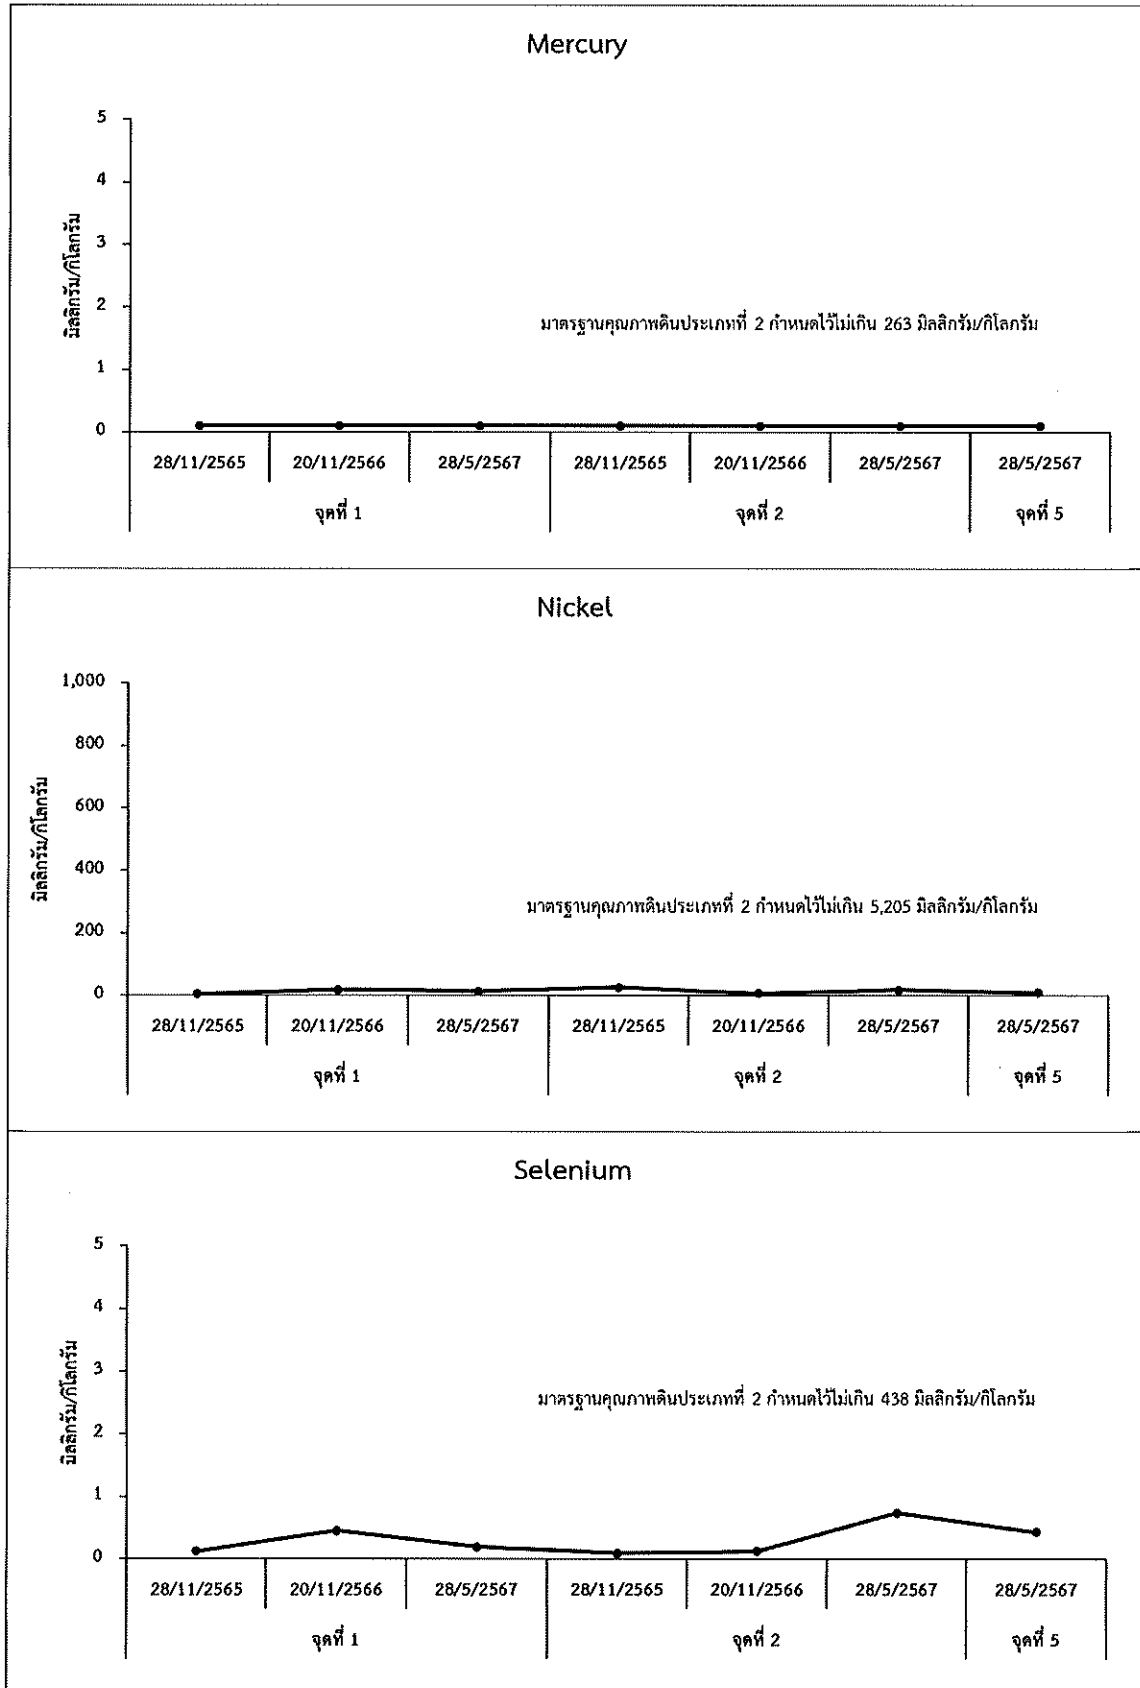 Mercury
5
4
3
2
1
0
มิลลิกรัม/กิโลกรัม
มาตรฐานคุณภาพดินประเภทที่ 2 กำหนดไว้ไม่เกิน 263 มิลลิกรัม/กิโลกรัม
28/11/2565 20/11/2566 28/5/2567 28/11/2565 20/11/2566 28/5/2567 28/5/2567
จุดที่ 1 จุดที่ 2 จุดที่ 5
Nickel
1,000
800
600
400
200
0
มิลลิกรัม/กิโลกรัม
มาตรฐานคุณภาพดินประเภทที่ 2 กำหนดไว้ไม่เกิน 5,205 มิลลิกรัม/กิโลกรัม
28/11/2565 20/11/2566 28/5/2567 28/11/2565 20/11/2566 28/5/2567 28/5/2567
จุดที่ 1 จุดที่ 2 จุดที่ 5
Selenium
5
4
3
2
1
0
มิลลิกรัม/กิโลกรัม
มาตรฐานคุณภาพดินประเภทที่ 2 กำหนดไว้ไม่เกิน 438 มิลลิกรัม/กิโลกรัม
28/11/2565 20/11/2566 28/5/2567 28/11/2565 20/11/2566 28/5/2567 28/5/2567
จุดที่ 1 จุดที่ 2 จุดที่ 5